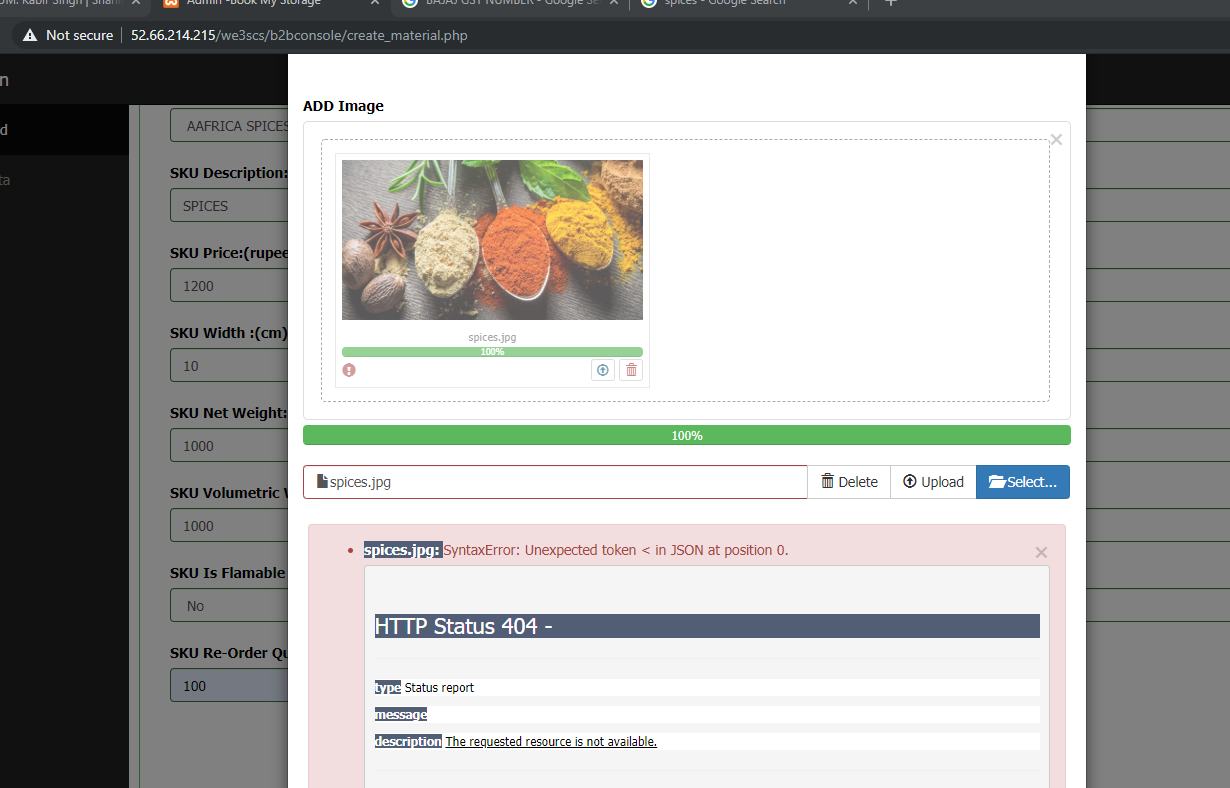 Admin -Book My Storage
BAJAJ GST NUMBER - Google Se
spices - Google Search
Not secure
52.66.214.215/we3scs/b2bconsole/create_material.php
n
ADD Image
d
AAFRICA SPICES
ta
SKU Description:
SPICES
SKU Price:(rupee
1200
SKU Width :(cm)
10
SKU Net Weight:
1000
SKU Volumetric
1000
SKU Is Flamable
No
SKU Re-Order Qu
100
spices.jpg
100%
100%
spices.jpg
Delete
Upload
Select...
spices.jpg: SyntaxError: Unexpected token < in JSON at position 0.
HTTP Status 404 -
type Status report
message
description The requested resource is not available.